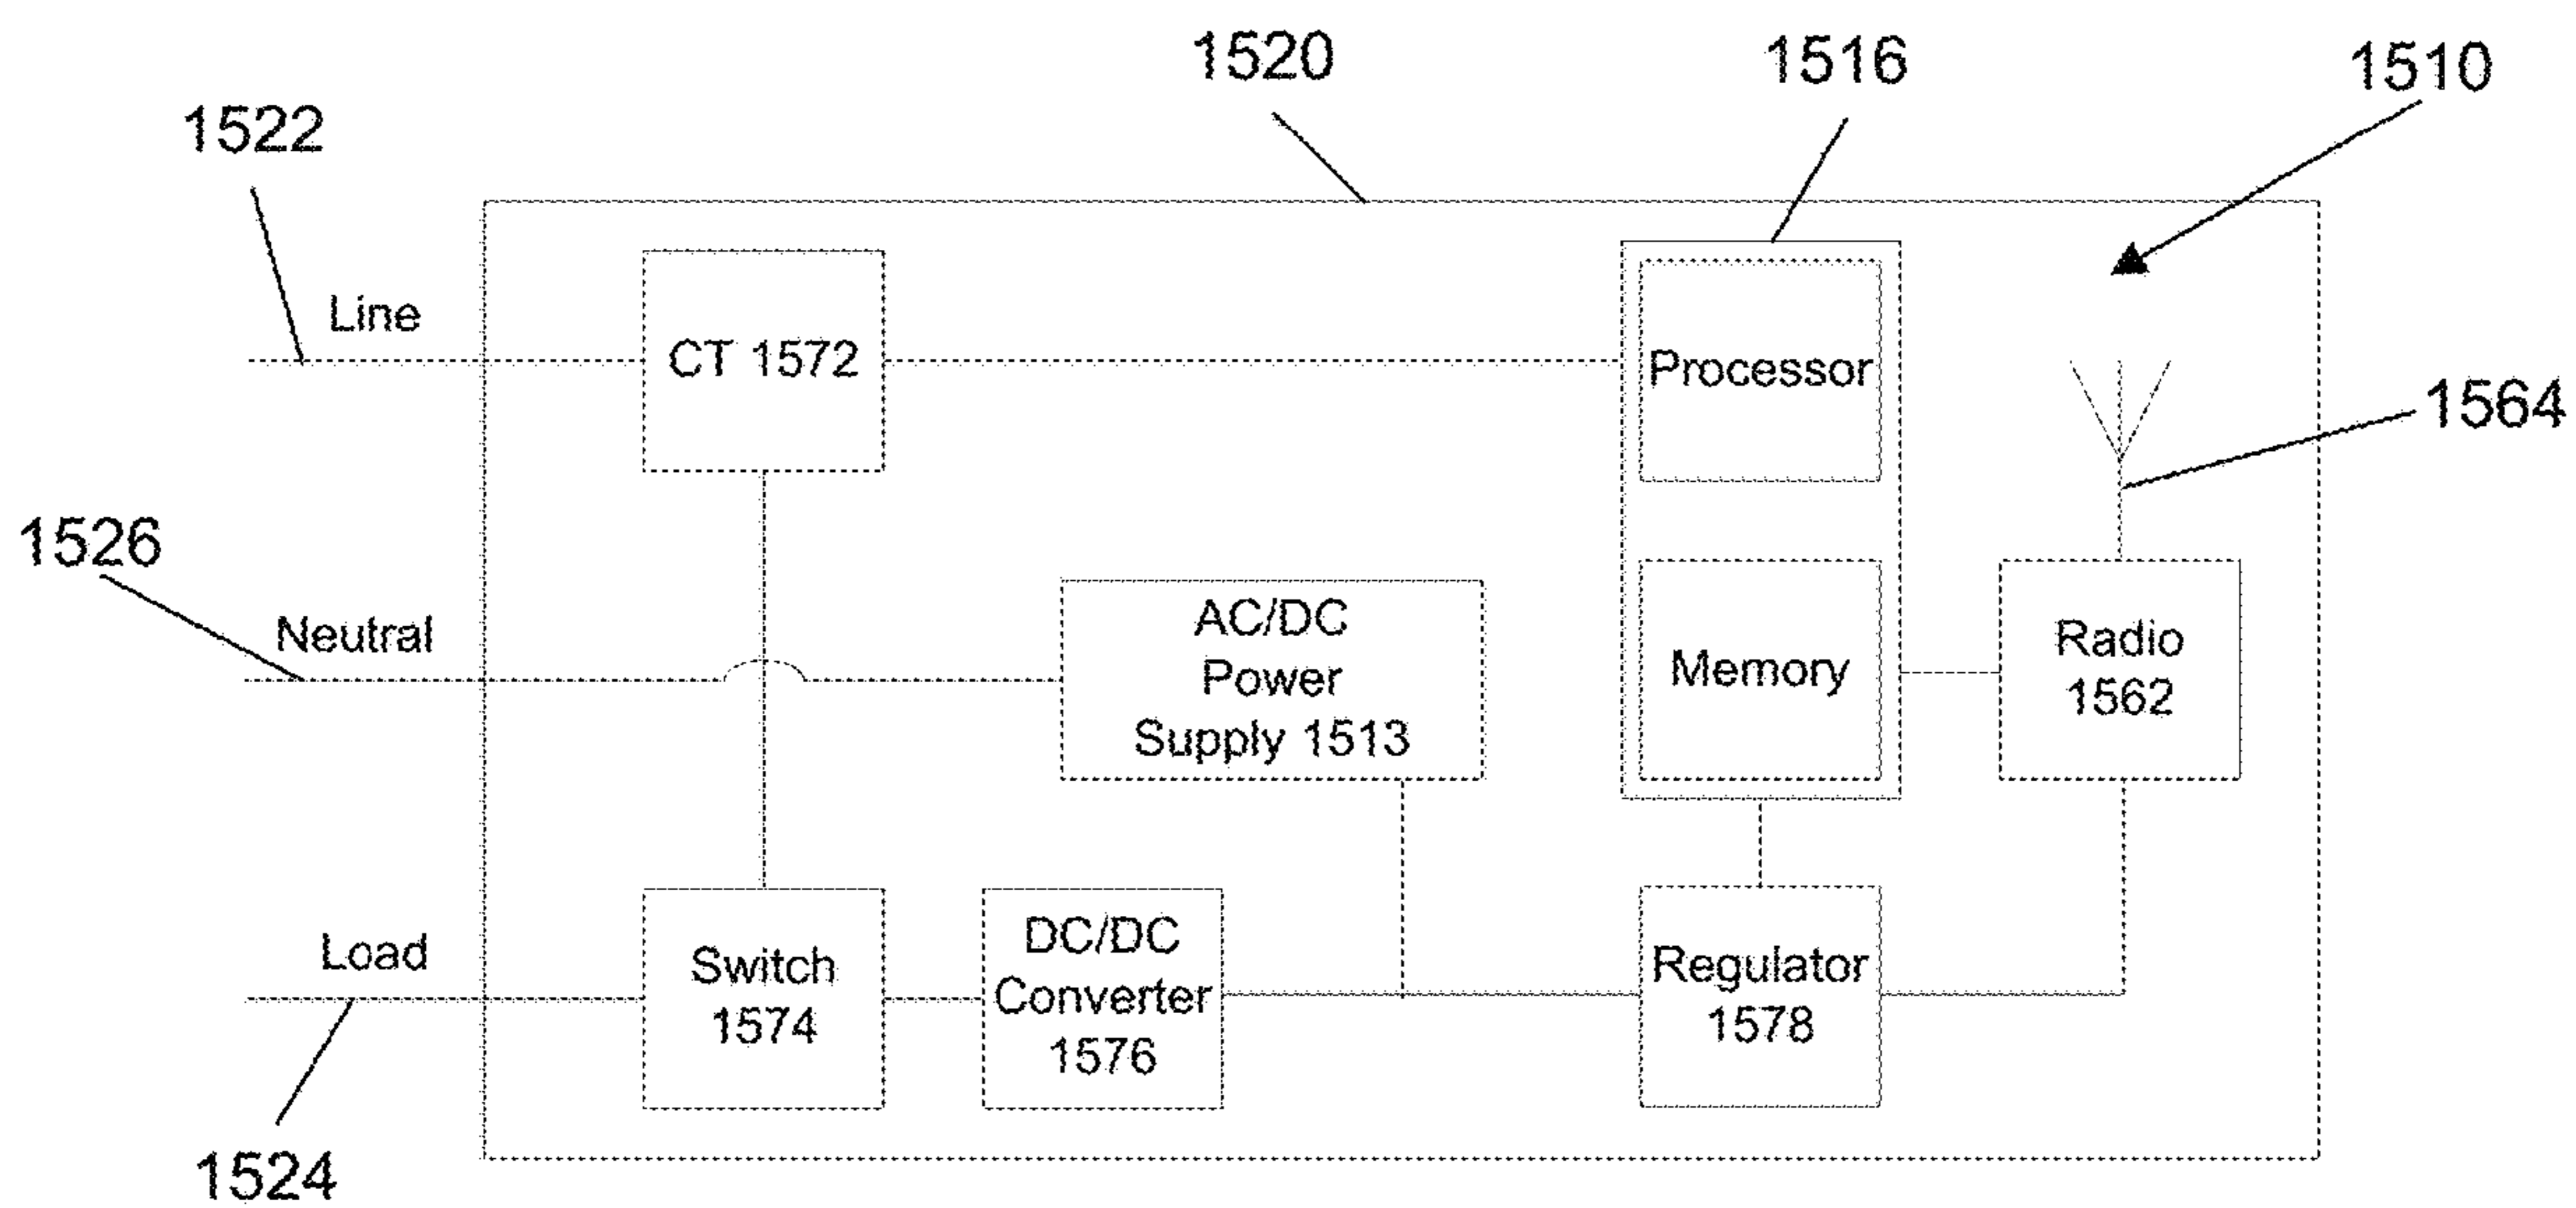 1520
1516
1510
1522
Line
CT 1572
Processor
1564
1526
Neutral
AC/DC
Power
Supply 1513
Memory
Radio
1562
Load
Switch
1574
DC/DC
Converter
1576
Regulator
1578
1524